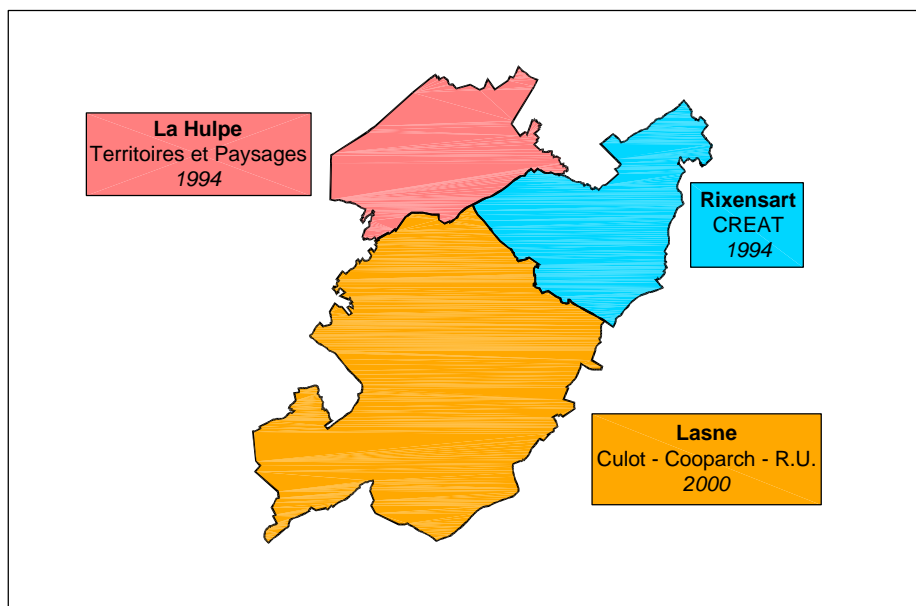 La Hulpe
Territoires et Paysages
1994
Rixensart
CREAT
1994
Lasne
Culot - Cooparch - R.U.
2000